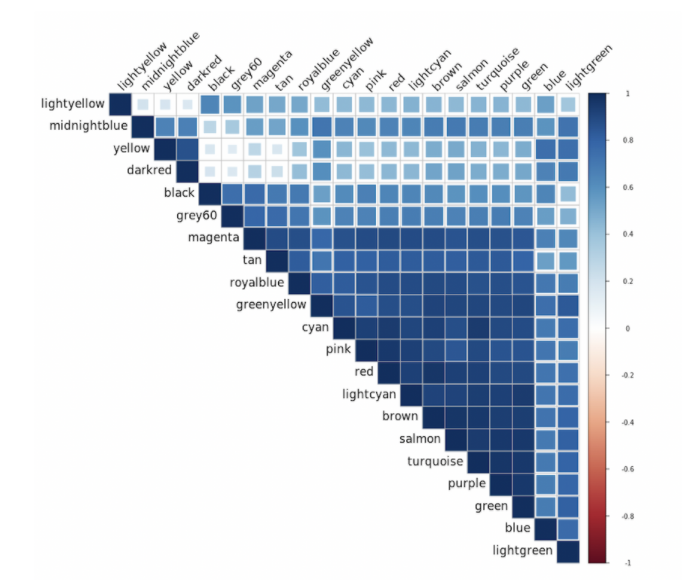 lightyellow
midnightblue
yellow
darkred
black
grey60
magenta
tan
royalblue
greenyellow
cyan
pink
red
lightcyan
brown
salmon
turquoise
purple
green
blue
lightgreen
lightyellow
midnightblue
yellow
darkred
black
grey60
magenta
tan
royalblue
greenyellow
cyan
pink
red
lightcyan
brown
salmon
turquoise
purple
green
blue
lightgreen
1
0.8
0.6
0.4
0.2
0
-0.2
-0.4
-0.6
-0.8
-1